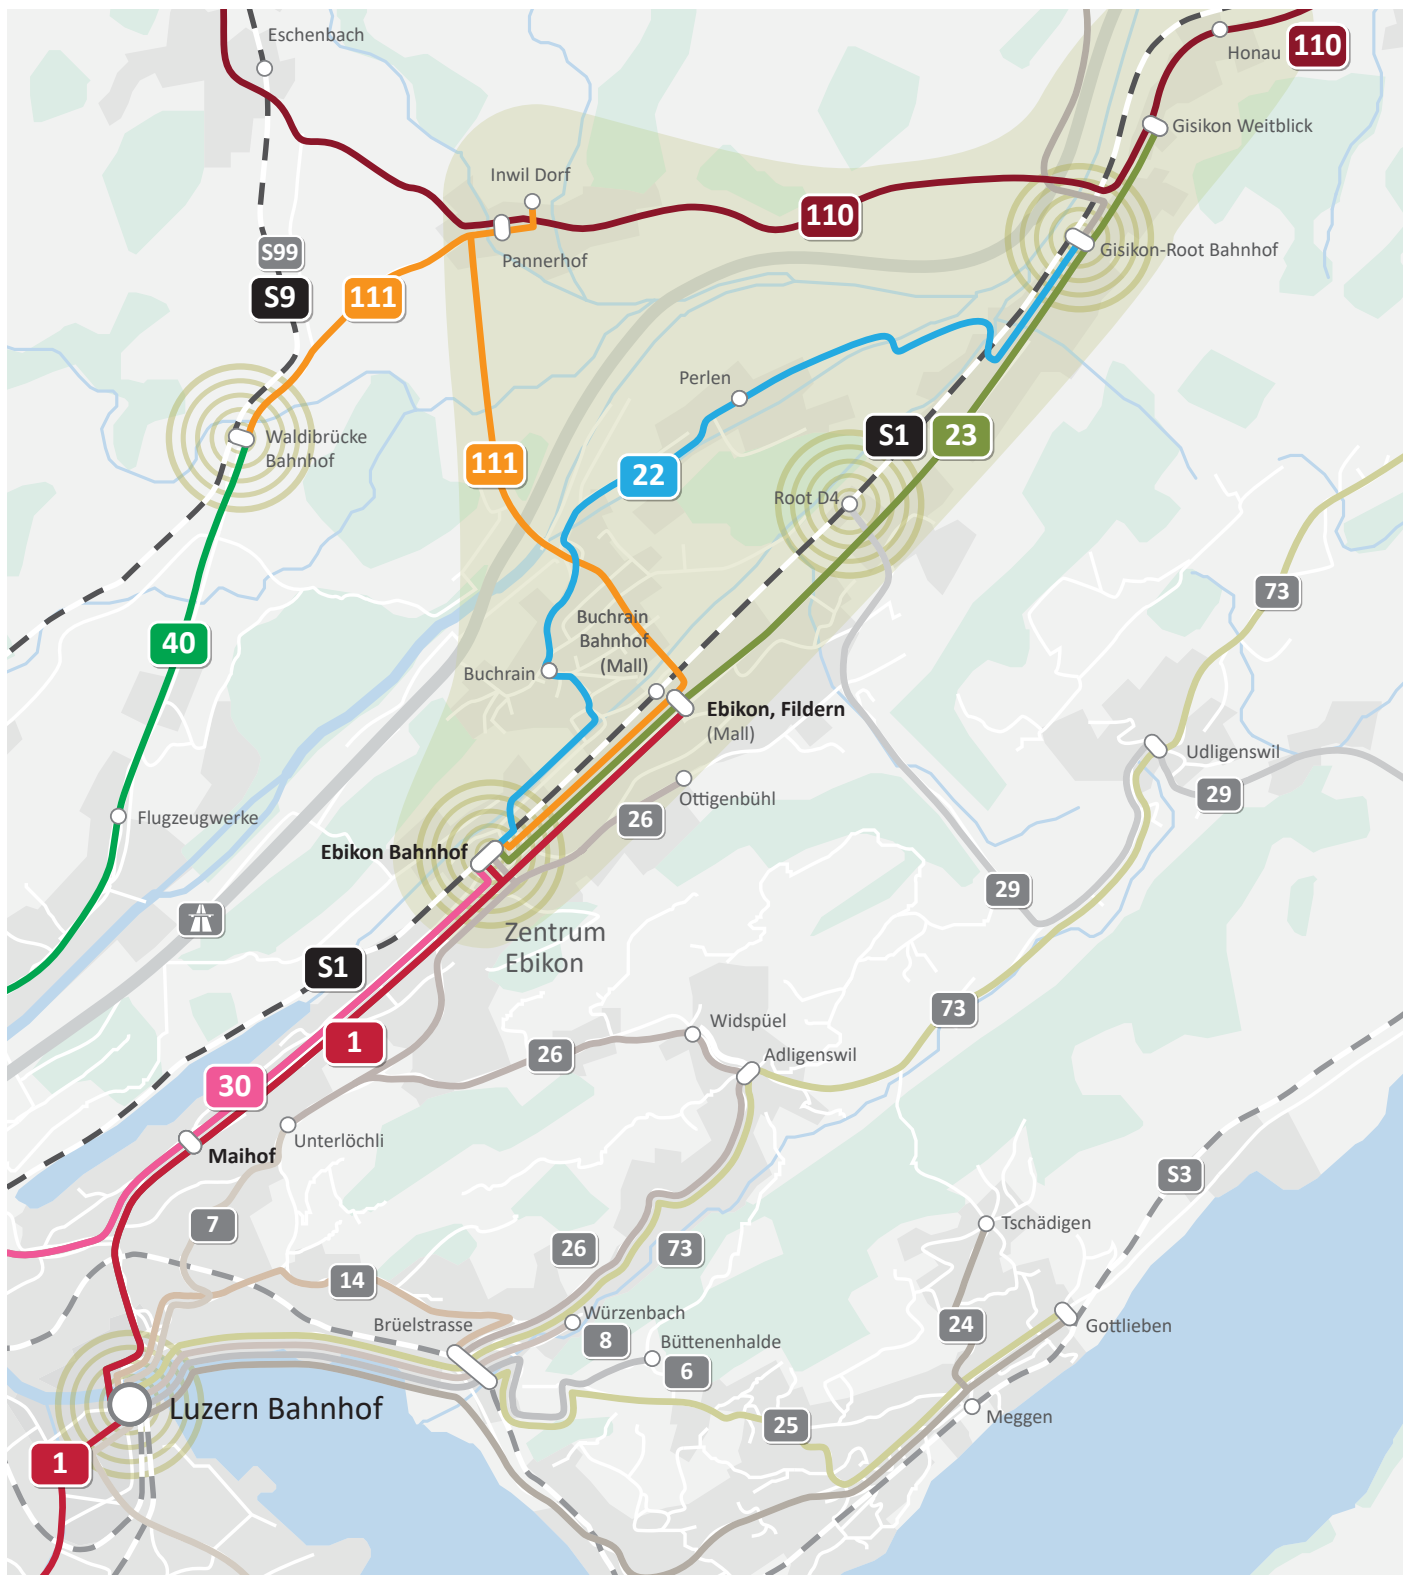 Eschenbach
Honau
110
Gisikon Weitblick
Inwil Dorf
110
Pannerhof
Gisikon-Root Bahnhof
S99
S9
111
Perlen
Waldibrücke
Bahnhof
S1
23
111
22
Root D4
73
Buchrain
Bahnhof
(Mall)
40
Buchrain
Ebikon, Fildern
(Mall)
Udligenswil
29
Ottigenbühl
Flugzeugwerke
26
Ebikon Bahnhof
29
Zentrum
Ebikon
S1
73
Widspüel
1
26
Adligenswil
30
Unterlöchli
Maihof
S3
7
Tschädigen
26
73
14
Würzenbach
Brüelstrasse
8
24
Gottlieben
Büttenenhalde
6
Luzern Bahnhof
Meggen
25
1